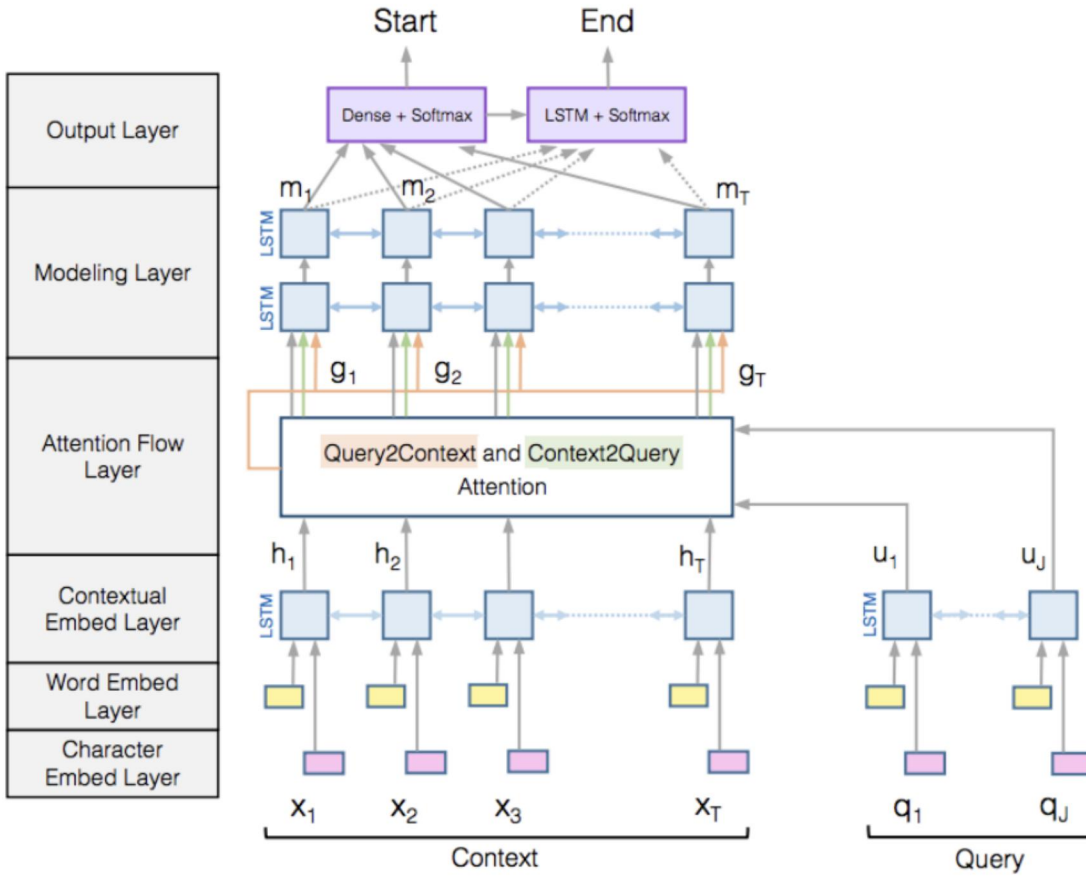 Start End
Output Layer
Dense + Softmax
LSTM + Softmax
m1 m2 mT
LSTM
Modeling Layer
LSTM
g1 g2 gT
Attention Flow
Layer
Query2Context and Context2Query
Attention
h1 h2 hT
u1 uJ
Contextual
Embed Layer
LSTM
LSTM
Word Embed
Layer
Character
Embed Layer
x1 x2 x3 xT
q1 qJ
Context
Query